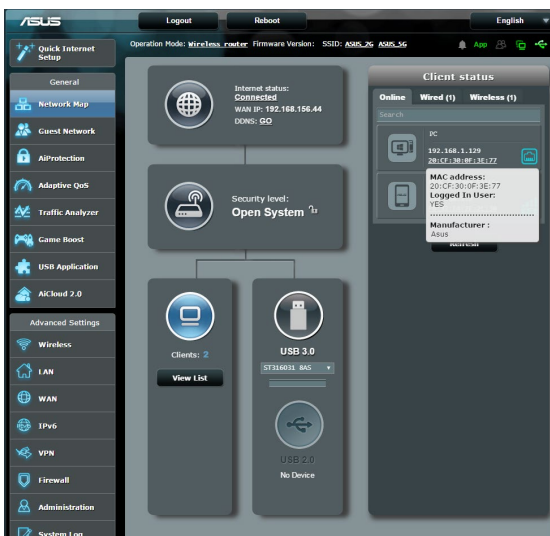 ASUS
Logout
Reboot
English
Quick Internet
Setup
Operation Mode: Wireless router Firmware Version: SSID: ASUS_2G ASUS_5G
App
General
Network Map
Guest Network
AiProtection
Adaptive QoS
Traffic Analyzer
Game Boost
USB Application
AiCloud 2.0
Advanced Settings
Wireless
LAN
WAN
IPv6
VPN
Firewall
Administration
System Log
Internet status:
Connected
WAN IP: 192.168.156.44
DDNS: GO
Security level:
Open System
Clients: 2
View List
USB 3.0
ST316031 8AS
USB 2.0
No Device
Client status
Online Wired (1) Wireless (1)
Search
PC
192.168.1.129
20:CF:30:0F:3E:77
MAC address:
20:CF:30:0F:3E:77
Logged In User:
YES
Manufacturer :
Asus
Refresh